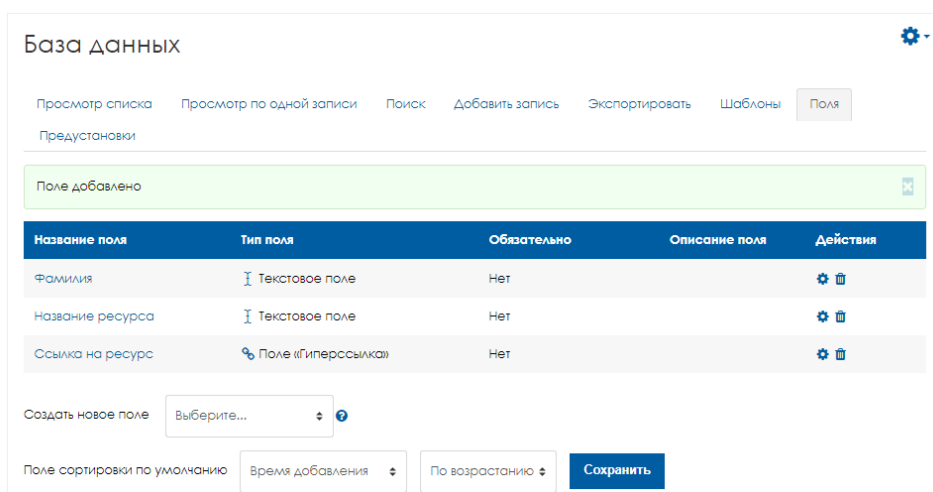 База данных
Просмотр списка Просмотр по одной записи Поиск Добавить запись Экспортировать Шаблоны Поля
Предустановки
Поле добавлено
Название поля Тип поля Обязательно Описание поля Действия
Фамилия Текстовое поле Нет
Название ресурса Текстовое поле Нет
Ссылка на ресурс Поле «Гиперссылка» Нет
Создать новое поле Выберите...
Поле сортировки по умолчанию Время добавления По возрастанию Сохранить